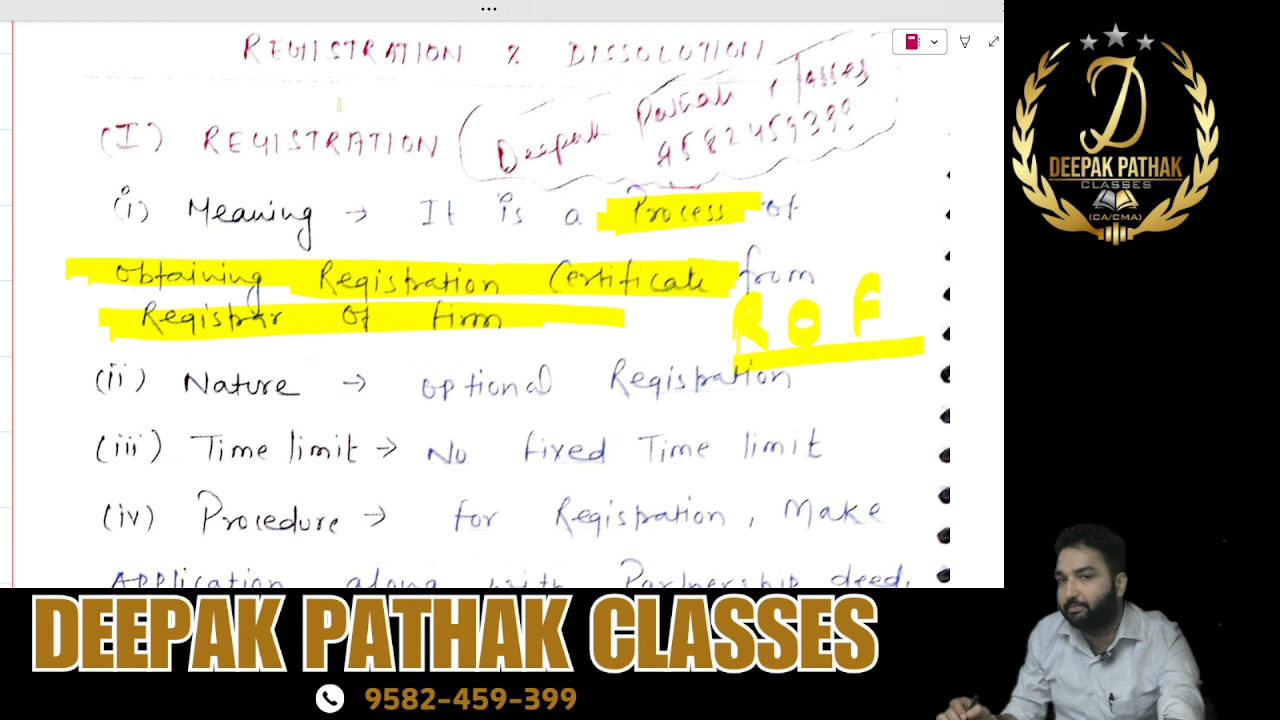 REGISTRATION & DISSOLUTION
Deepak Pathak Classes
9582459399
(I) REGISTRATION
(i) Meaning → It is a Process of
obtaining Registration Certificate from
Registrar of firm
ROF
(ii) Nature → optional Registration
(iii) Time limit → No fixed Time limit
(iv) Procedure → for Registration, Make
Application along with Partnership deed,
D
DEEPAK PATHAK
CLASSES
(CA/CMA)
DEEPAK PATHAK CLASSES
9582-459-399